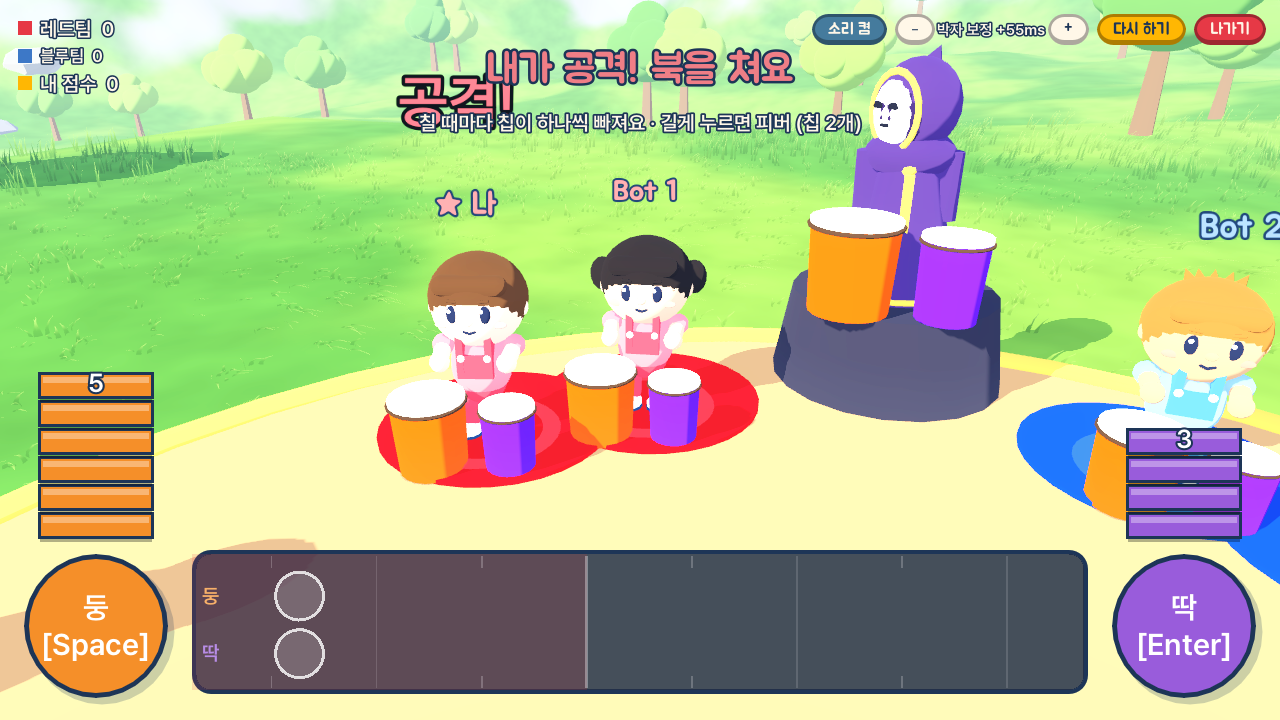 레드팀 0
블루팀 0
내 점수 0
소리 켬
－
박자 보정 +55ms
+
다시 하기
나가기
내가 공격! 북을 쳐요
공격!
칠 때마다 칩이 하나씩 빠져요 · 길게 누르면 피버 (칩 2개)
★ 나
Bot 1
Bot 2
5
3
둥
[Space]
둥
딱
딱
[Enter]